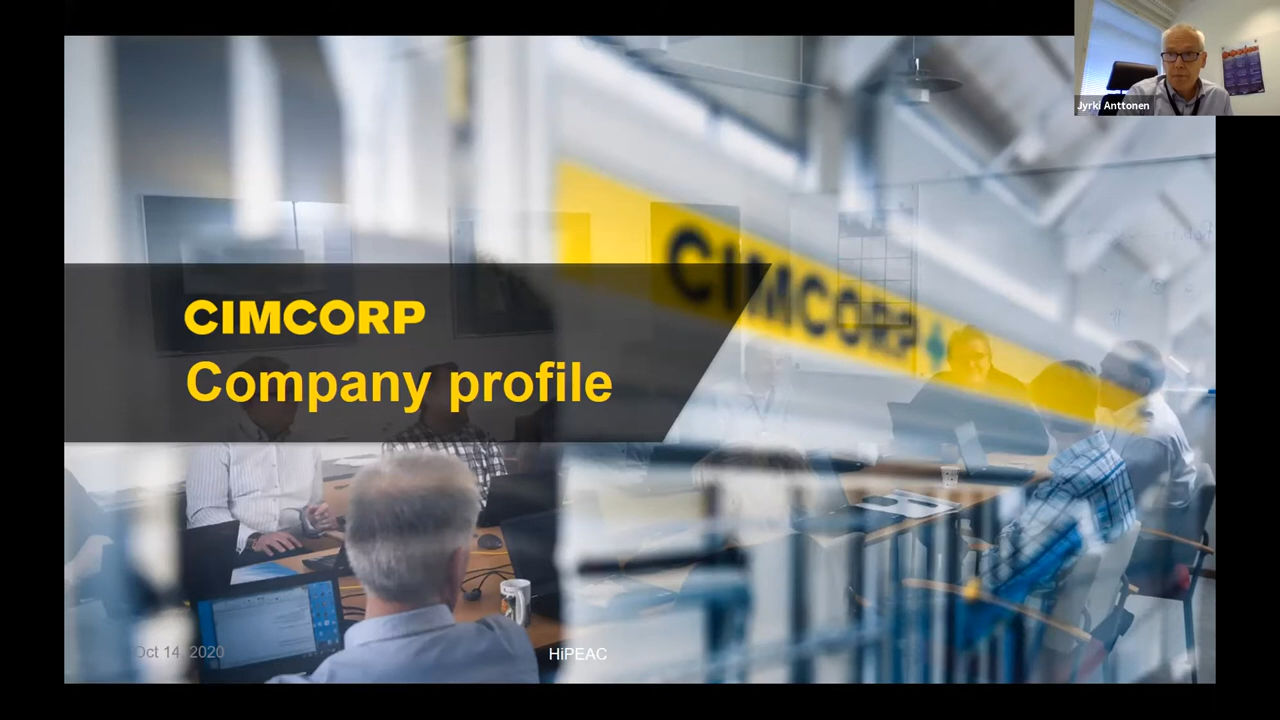 Jyrki Anttonen
CIMCORP
CIMCORP
Company profile
Oct 14, 2020
HiPEAC